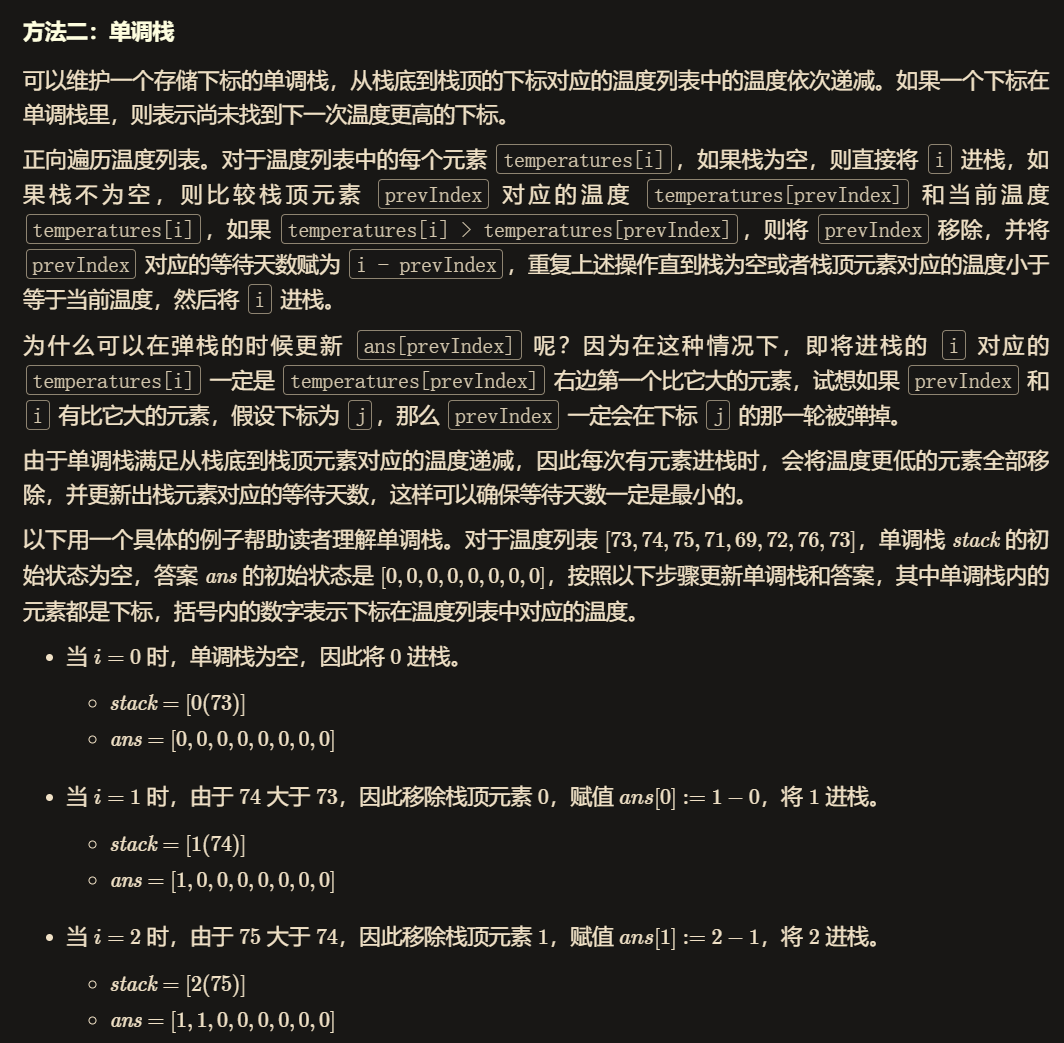 方法二：单调栈
可以维护一个存储下标的单调栈，从栈底到栈顶的下标对应的温度列表中的温度依次递减。如果一个下标在
单调栈里，则表示尚未找到下一次温度更高的下标。
正向遍历温度列表。对于温度列表中的每个元素 temperatures[i]，如果栈为空，则直接将 i 进栈，如
果栈不为空，则比较栈顶元素 prevIndex 对应的温度 temperatures[prevIndex] 和当前温度
temperatures[i]，如果 temperatures[i] > temperatures[prevIndex]，则将 prevIndex 移除，并将
prevIndex 对应的等待天数赋为 i - prevIndex，重复上述操作直到栈为空或者栈顶元素对应的温度小于
等于当前温度，然后将 i 进栈。
为什么可以在弹栈的时候更新 ans[prevIndex] 呢？因为在这种情况下，即将进栈的 i 对应的
temperatures[i] 一定是 temperatures[prevIndex] 右边第一个比它大的元素，试想如果 prevIndex 和
i 有比它大的元素，假设下标为 j，那么 prevIndex 一定会在下标 j 的那一轮被弹掉。
由于单调栈满足从栈底到栈顶元素对应的温度递减，因此每次有元素进栈时，会将温度更低的元素全部移
除，并更新出栈元素对应的等待天数，这样可以确保等待天数一定是最小的。
以下用一个具体的例子帮助读者理解单调栈。对于温度列表 [73,74,75,71,69,72,76,73]，单调栈 stack 的初
始状态为空，答案 ans 的初始状态是 [0,0,0,0,0,0,0,0]，按照以下步骤更新单调栈和答案，其中单调栈内的
元素都是下标，括号内的数字表示下标在温度列表中对应的温度。
• 当 i = 0 时，单调栈为空，因此将 0 进栈。
◦ stack = [0(73)]
◦ ans = [0,0,0,0,0,0,0,0]
• 当 i = 1 时，由于 74 大于 73，因此移除栈顶元素 0，赋值 ans[0] := 1 − 0，将 1 进栈。
◦ stack = [1(74)]
◦ ans = [1,0,0,0,0,0,0,0]
• 当 i = 2 时，由于 75 大于 74，因此移除栈顶元素 1，赋值 ans[1] := 2 − 1，将 2 进栈。
◦ stack = [2(75)]
◦ ans = [1,1,0,0,0,0,0,0]